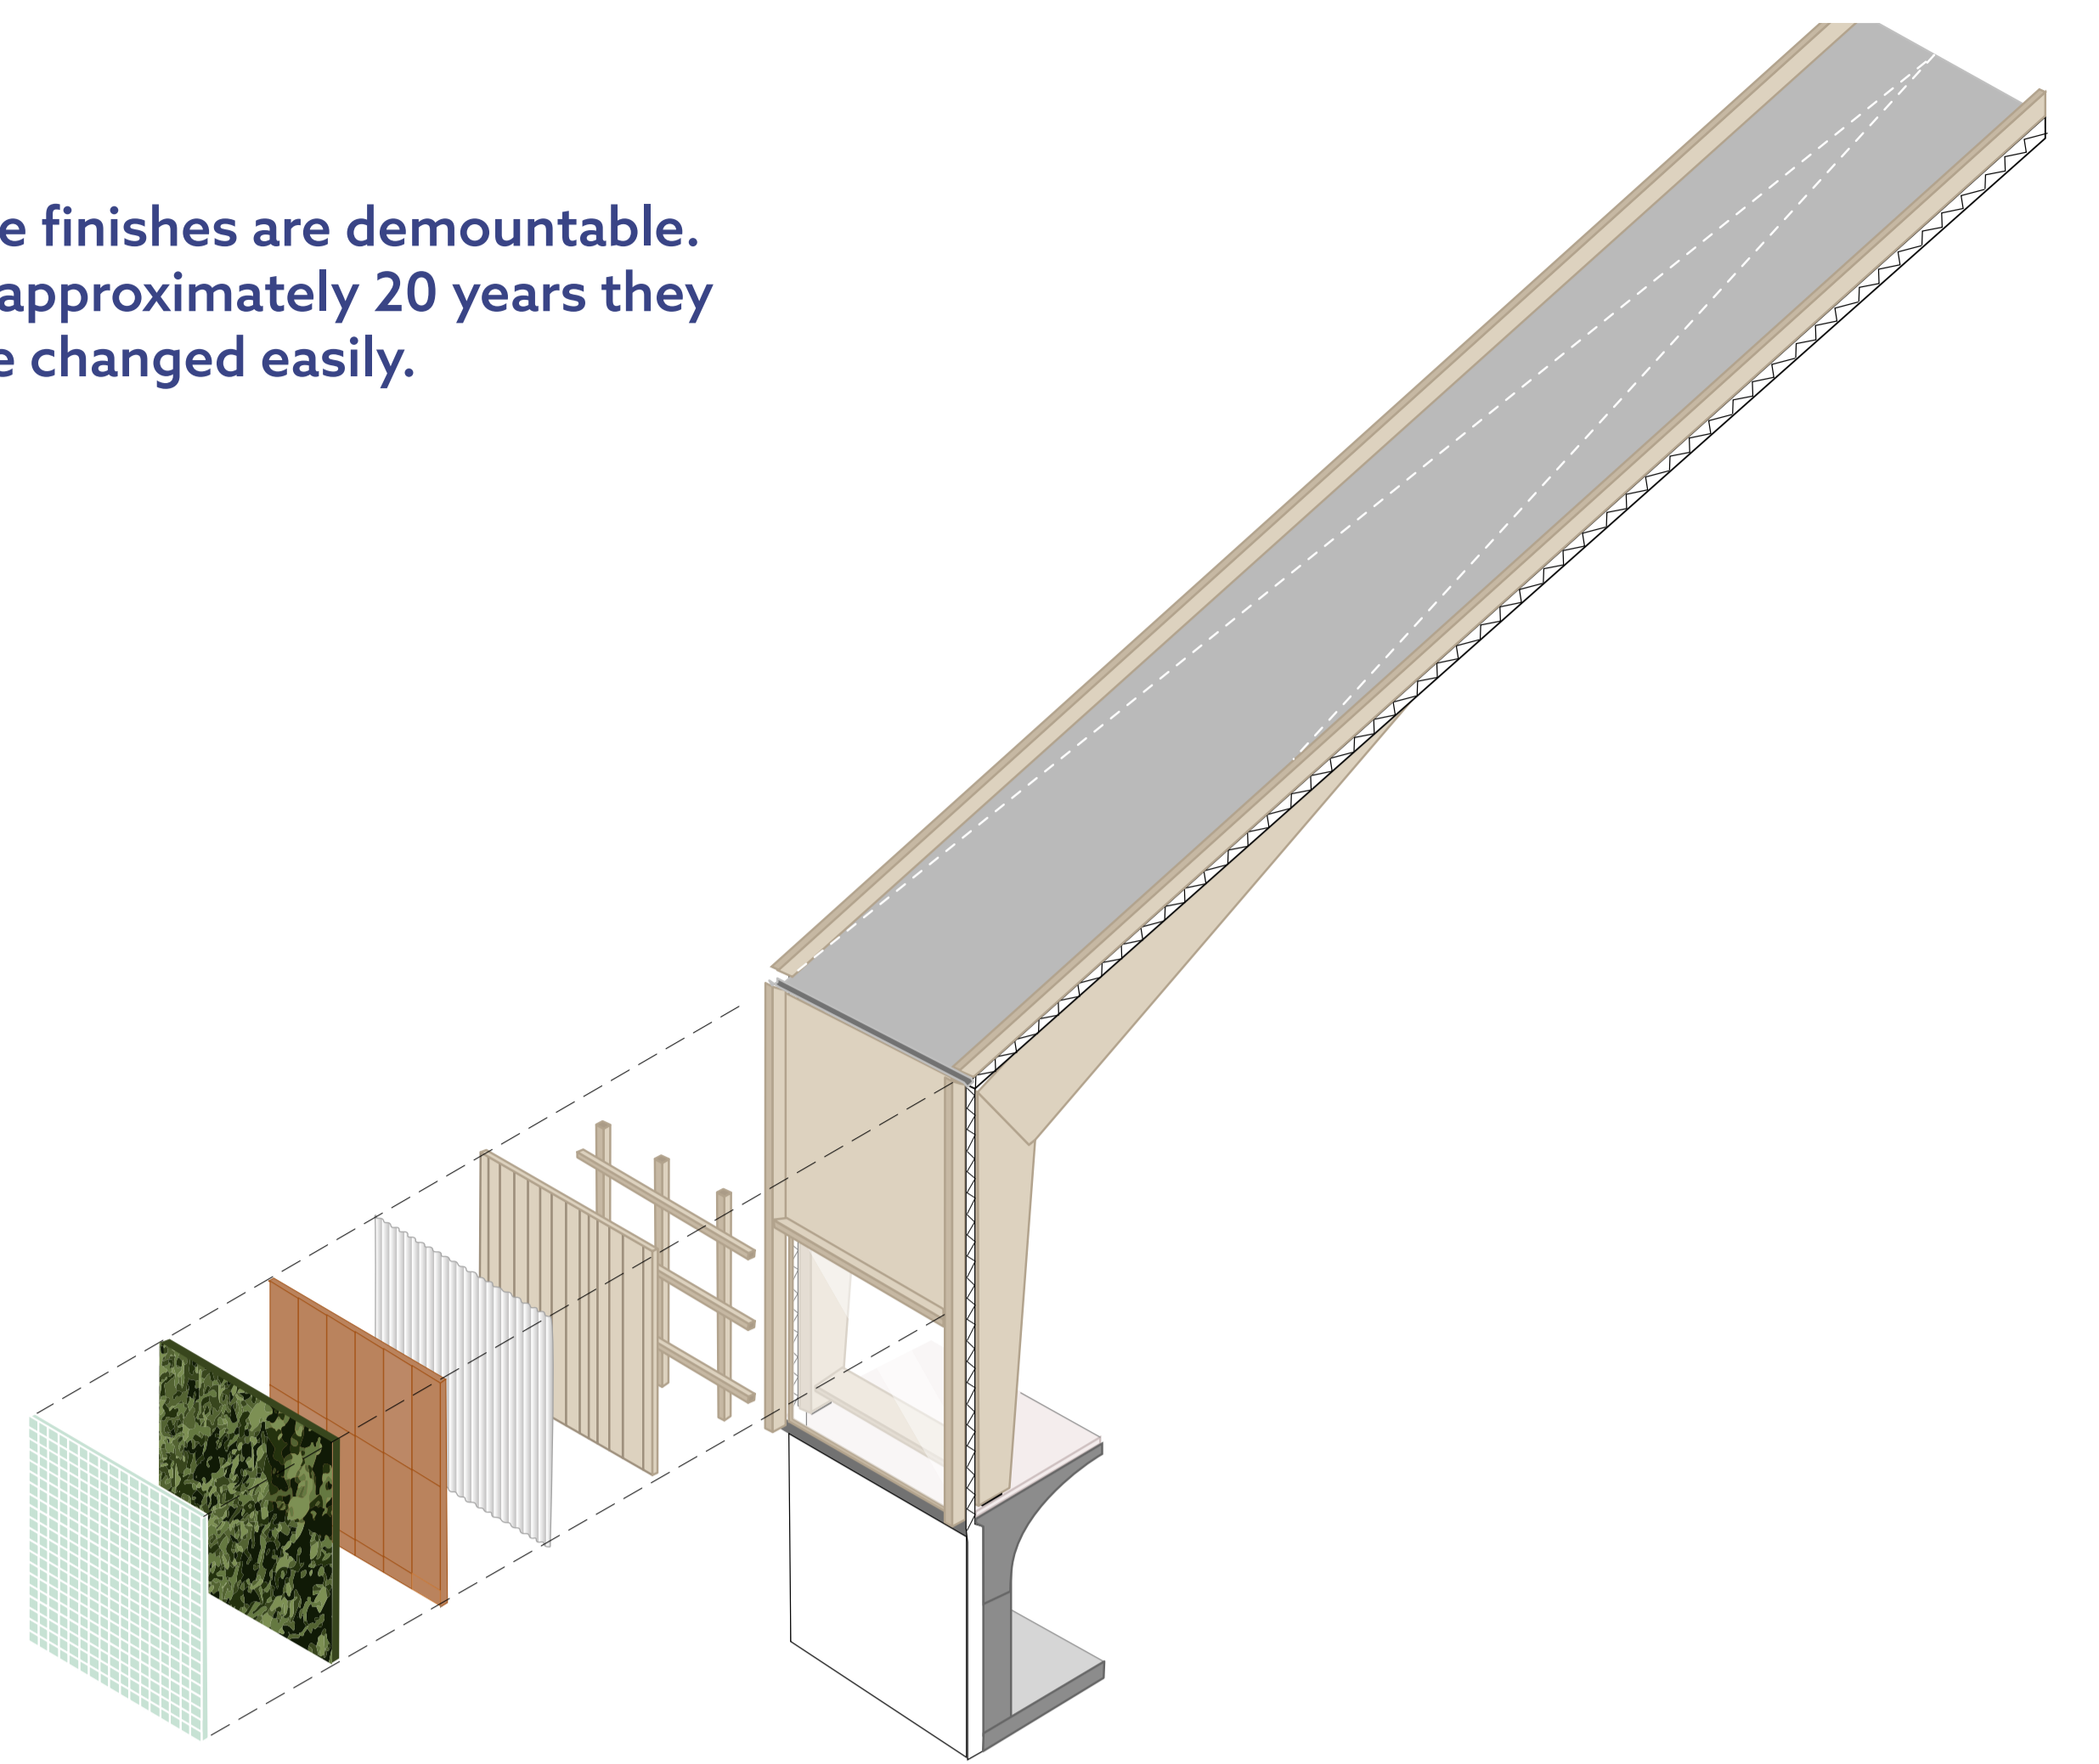 finishes are demountable.
approximately 20 years they
changed easily.